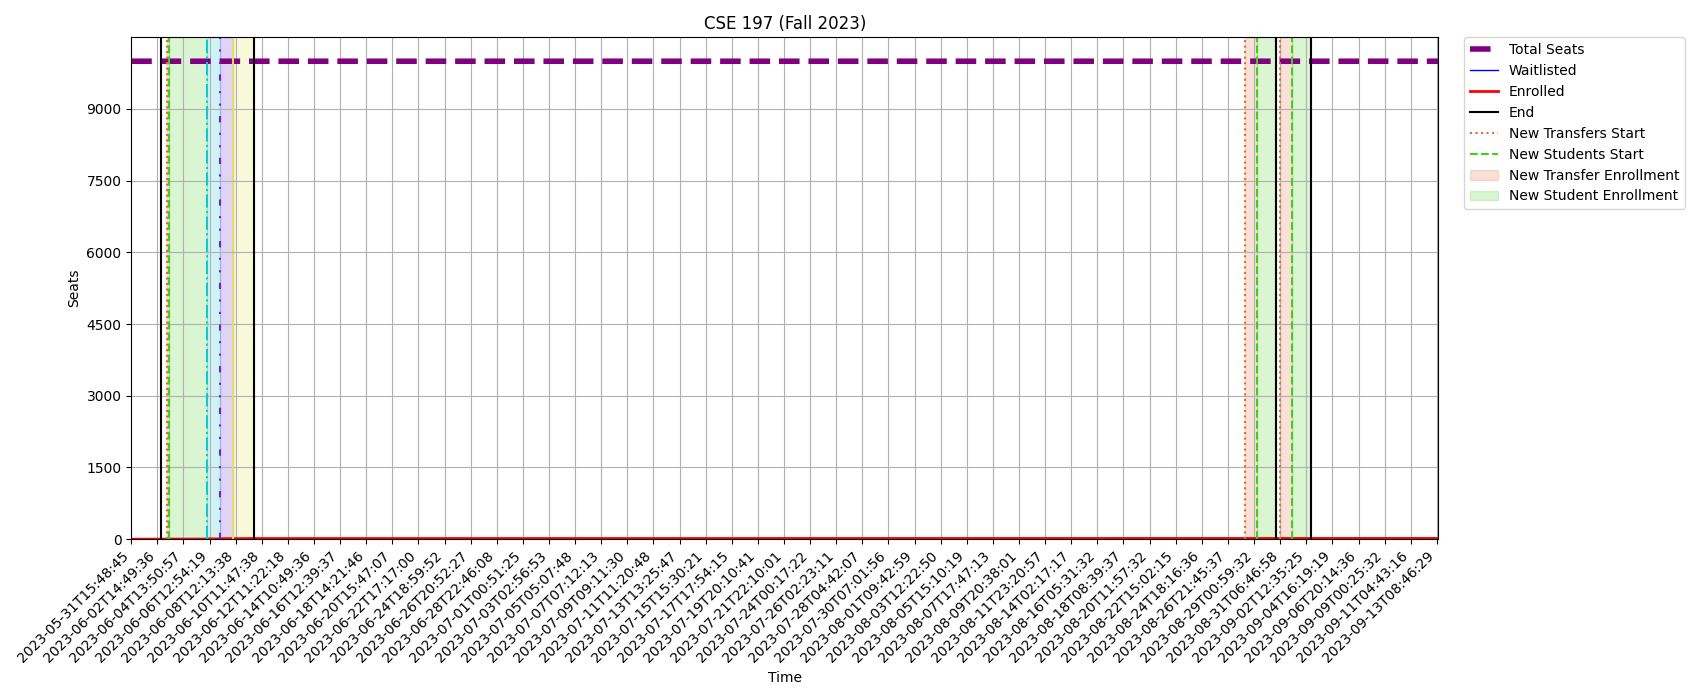 CSE 197 (Fall 2023)
Total Seats
Waitlisted
Enrolled
End
New Transfers Start
New Students Start
New Transfer Enrollment
New Student Enrollment
Seats
9000
7500
6000
4500
3000
1500
0
2023-05-31T15:48:45
2023-06-02T14:49:36
2023-06-04T13:50:57
2023-06-06T12:54:19
2023-06-08T12:13:38
2023-06-10T11:47:38
2023-06-12T11:22:18
2023-06-14T10:49:36
2023-06-16T12:39:37
2023-06-18T14:21:46
2023-06-20T15:47:07
2023-06-22T17:17:00
2023-06-24T18:59:52
2023-06-26T20:52:27
2023-06-28T22:46:08
2023-07-01T00:51:25
2023-07-03T02:56:53
2023-07-05T05:07:48
2023-07-07T07:12:13
2023-07-09T09:11:30
2023-07-11T11:20:48
2023-07-13T13:25:47
2023-07-15T15:30:21
2023-07-17T17:54:15
2023-07-19T20:10:41
2023-07-21T22:10:01
2023-07-24T00:17:22
2023-07-26T02:23:11
2023-07-28T04:42:07
2023-07-30T07:01:56
2023-08-01T09:42:59
2023-08-03T12:22:50
2023-08-05T15:10:19
2023-08-07T17:47:13
2023-08-09T20:38:01
2023-08-11T23:20:57
2023-08-14T02:17:17
2023-08-16T05:31:32
2023-08-18T08:39:37
2023-08-20T11:57:32
2023-08-22T15:02:15
2023-08-24T18:16:36
2023-08-26T21:45:37
2023-08-29T00:59:32
2023-08-31T06:46:58
2023-09-02T12:35:25
2023-09-04T16:19:19
2023-09-06T20:14:36
2023-09-09T00:25:32
2023-09-11T04:43:16
2023-09-13T08:46:29
Time